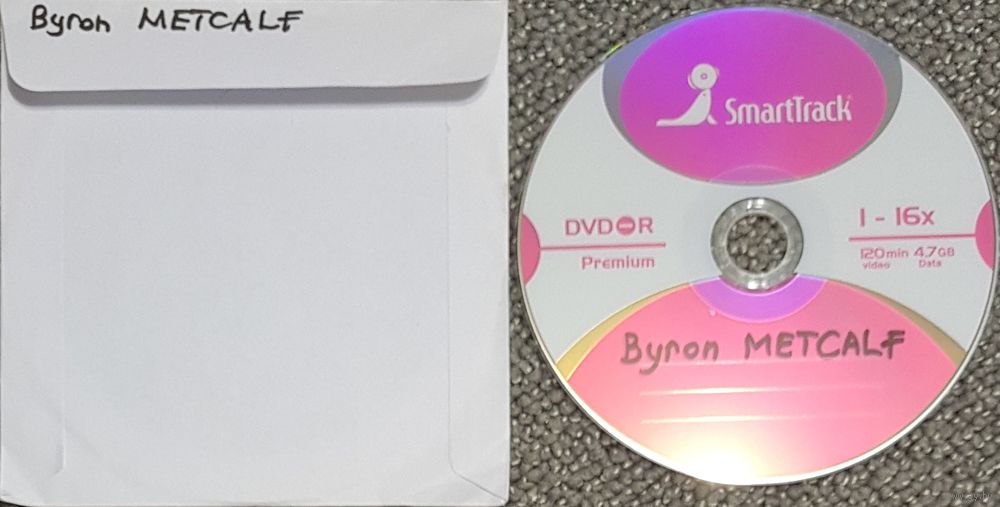 Byron METCALF
SmartTrack
DVD-R
Premium
1 - 16x
120min 4.7GB
video Data
Byron METCALF